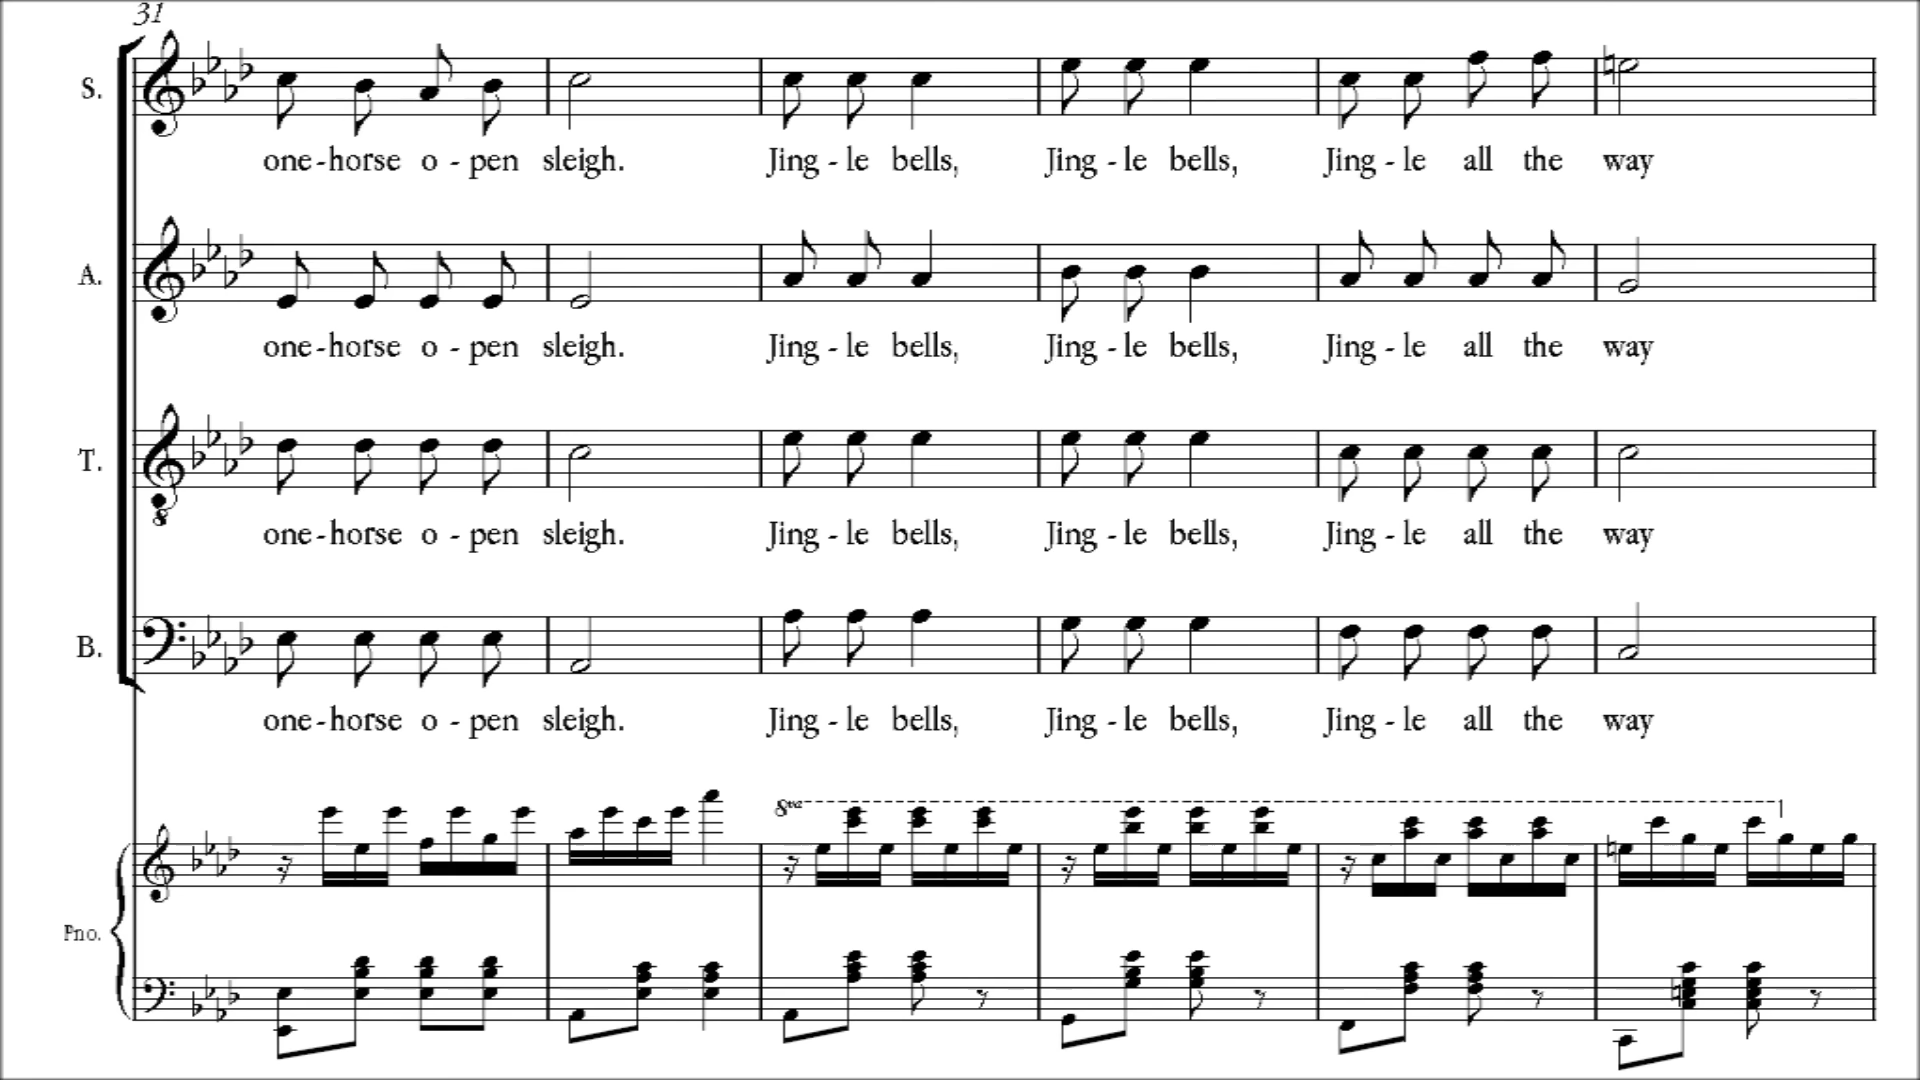 31
S.
one-horse o - pen sleigh. Jing - le bells, Jing - le bells, Jing - le all the way
A.
one-horse o - pen sleigh. Jing - le bells, Jing - le bells, Jing - le all the way
T.
8
one-horse o - pen sleigh. Jing - le bells, Jing - le bells, Jing - le all the way
B.
one-horse o - pen sleigh. Jing - le bells, Jing - le bells, Jing - le all the way
8va
Pno.